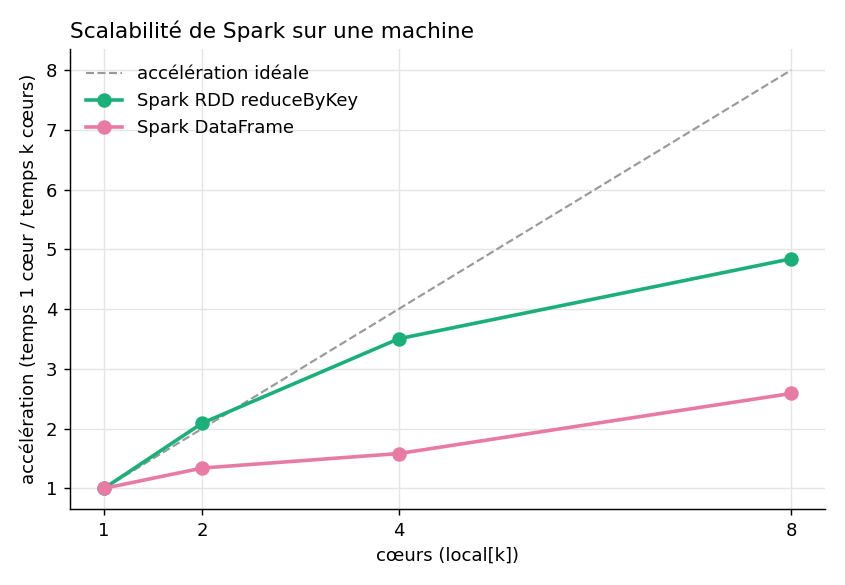 Scalabilité de Spark sur une machine
accélération idéale
Spark RDD reduceByKey
Spark DataFrame
accélération (temps 1 cœur / temps k cœurs)
8
7
6
5
4
3
2
1
1 2 4 8
cœurs (local[k])